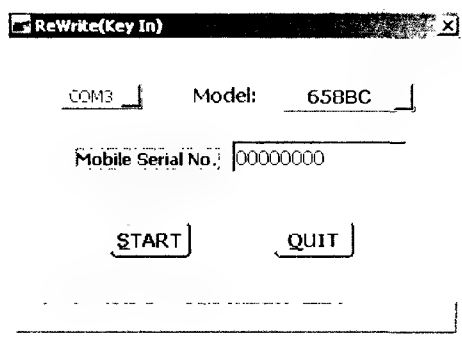 ReWrite(Key In)
COM3 Model: 658BC
Mobile Serial No. 00000000
START QUIT